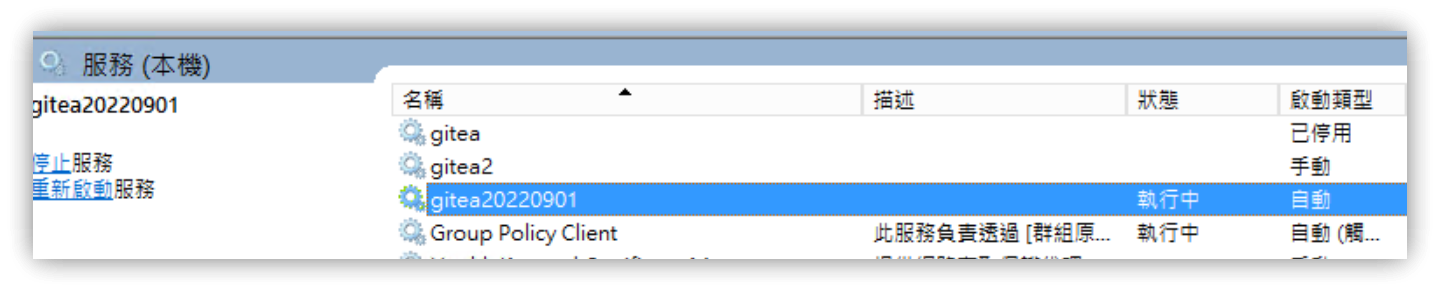 服務 (本機)
gitea20220901
停止服務
重新啟動服務
名稱 描述 狀態 啟動類型
gitea 已停用
gitea2 手動
gitea20220901 執行中 自動
Group Policy Client 此服務負責透過 [群組原... 執行中 自動 (觸...